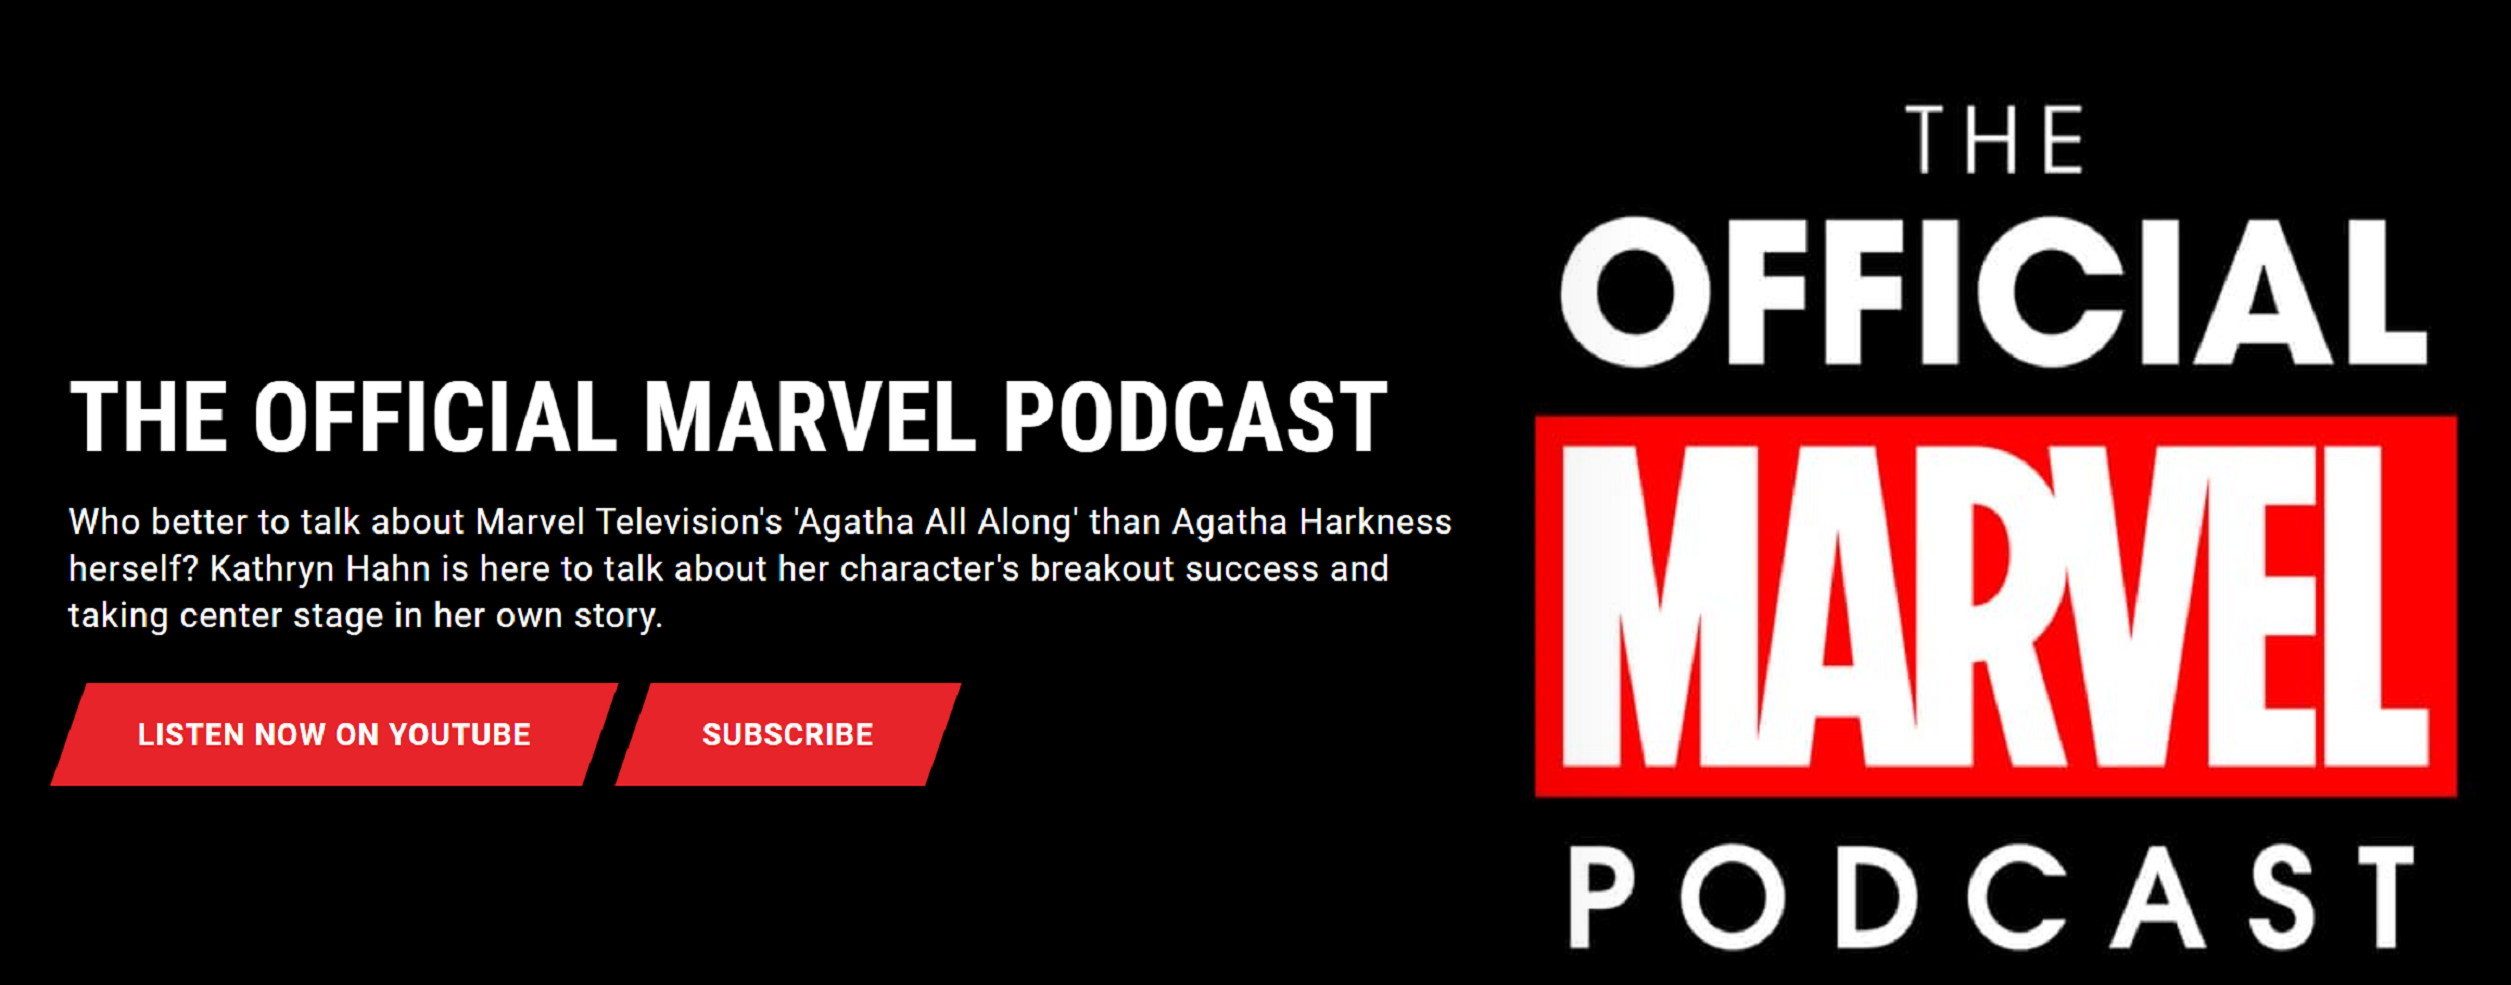 THE OFFICIAL MARVEL PODCAST
Who better to talk about Marvel Television's 'Agatha All Along' than Agatha Harkness
herself? Kathryn Hahn is here to talk about her character's breakout success and
taking center stage in her own story.
LISTEN NOW ON YOUTUBE
SUBSCRIBE
THE
OFFICIAL
MARVEL
PODCAST